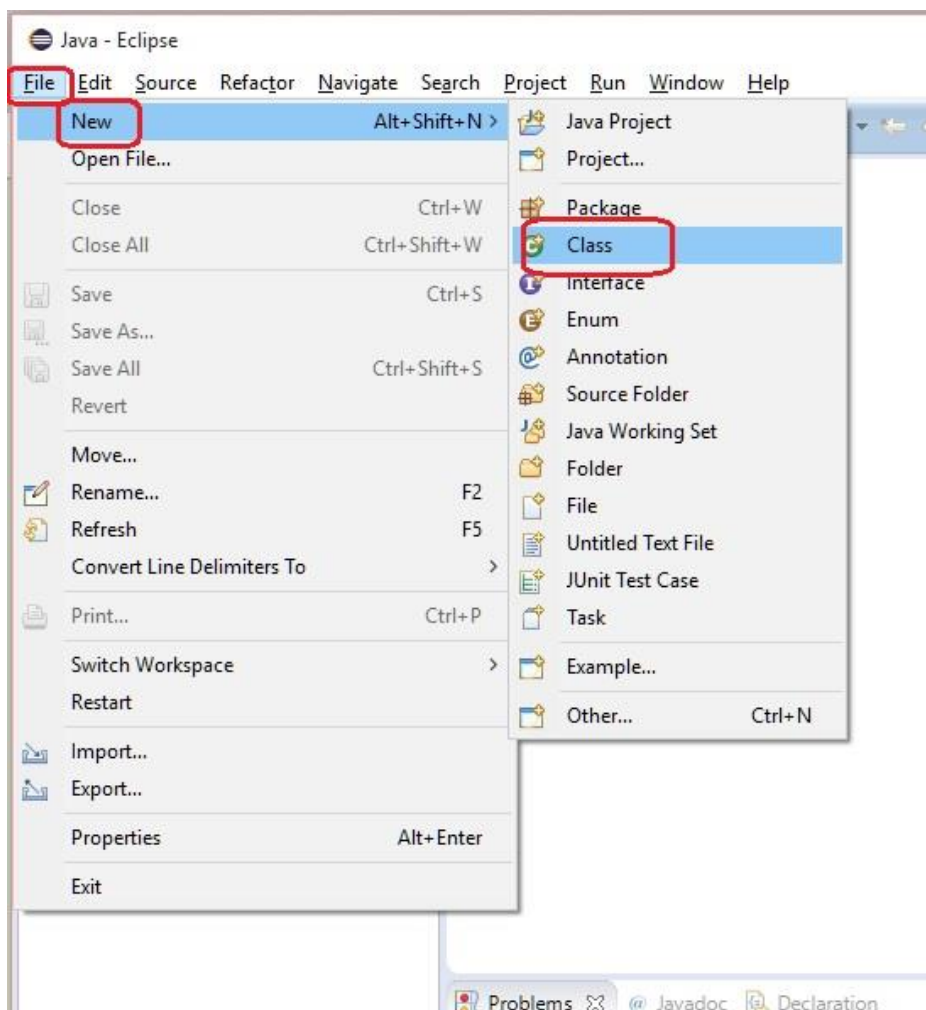 Java - Eclipse
File Edit Source Refactor Navigate Search Project Run Window Help
New Alt+Shift+N >
Open File...
Close Ctrl+W
Close All Ctrl+Shift+W
Save Ctrl+S
Save As...
Save All Ctrl+Shift+S
Revert
Move...
Rename... F2
Refresh F5
Convert Line Delimiters To >
Print... Ctrl+P
Switch Workspace >
Restart
Import...
Export...
Properties Alt+Enter
Exit
Java Project
Project...
Package
Class
Interface
Enum
Annotation
Source Folder
Java Working Set
Folder
File
Untitled Text File
JUnit Test Case
Task
Example...
Other... Ctrl+N
Problems @ Javadoc Declaration